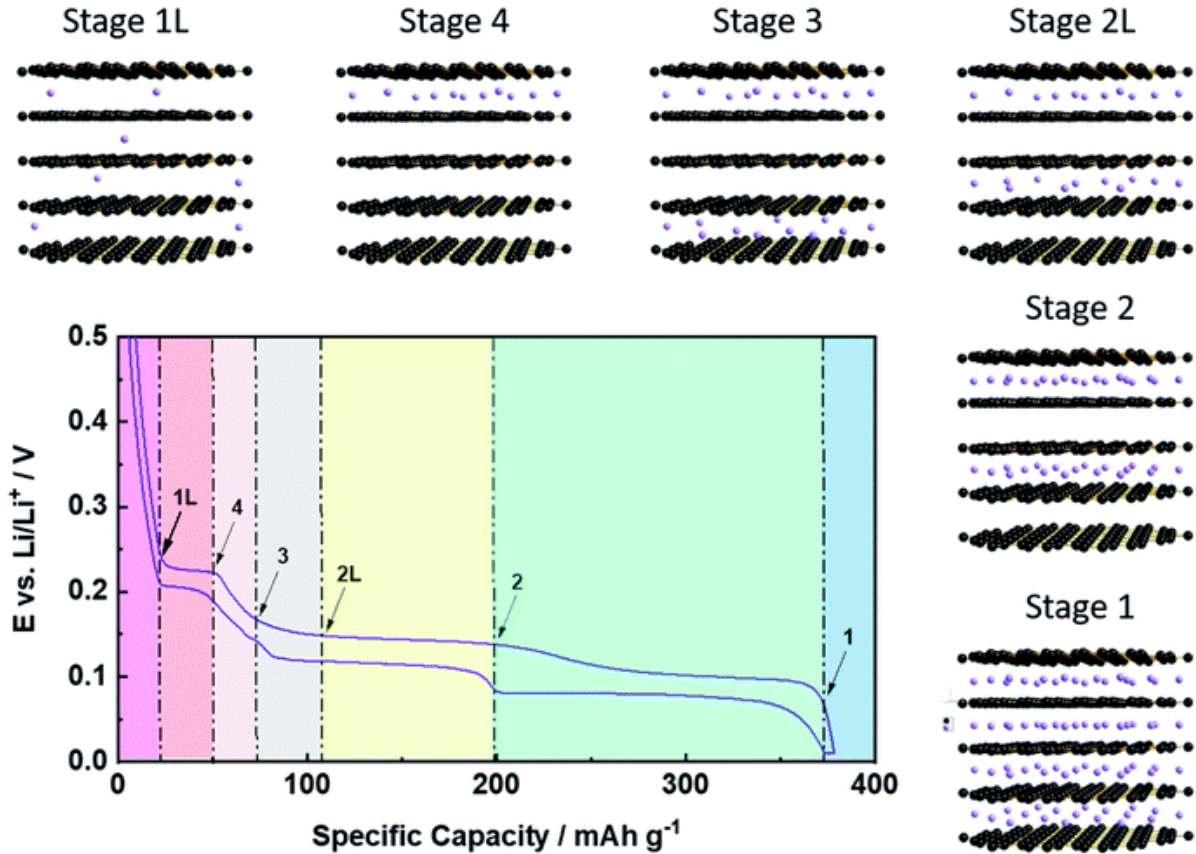 Stage 1L
Stage 4
Stage 3
Stage 2L
Stage 2
Stage 1
0.5
0.4
0.3
0.2
0.1
0.0
E vs. Li/Li⁺ / V
1L
4
3
2L
2
1
0
100
200
300
400
Specific Capacity / mAh g⁻¹